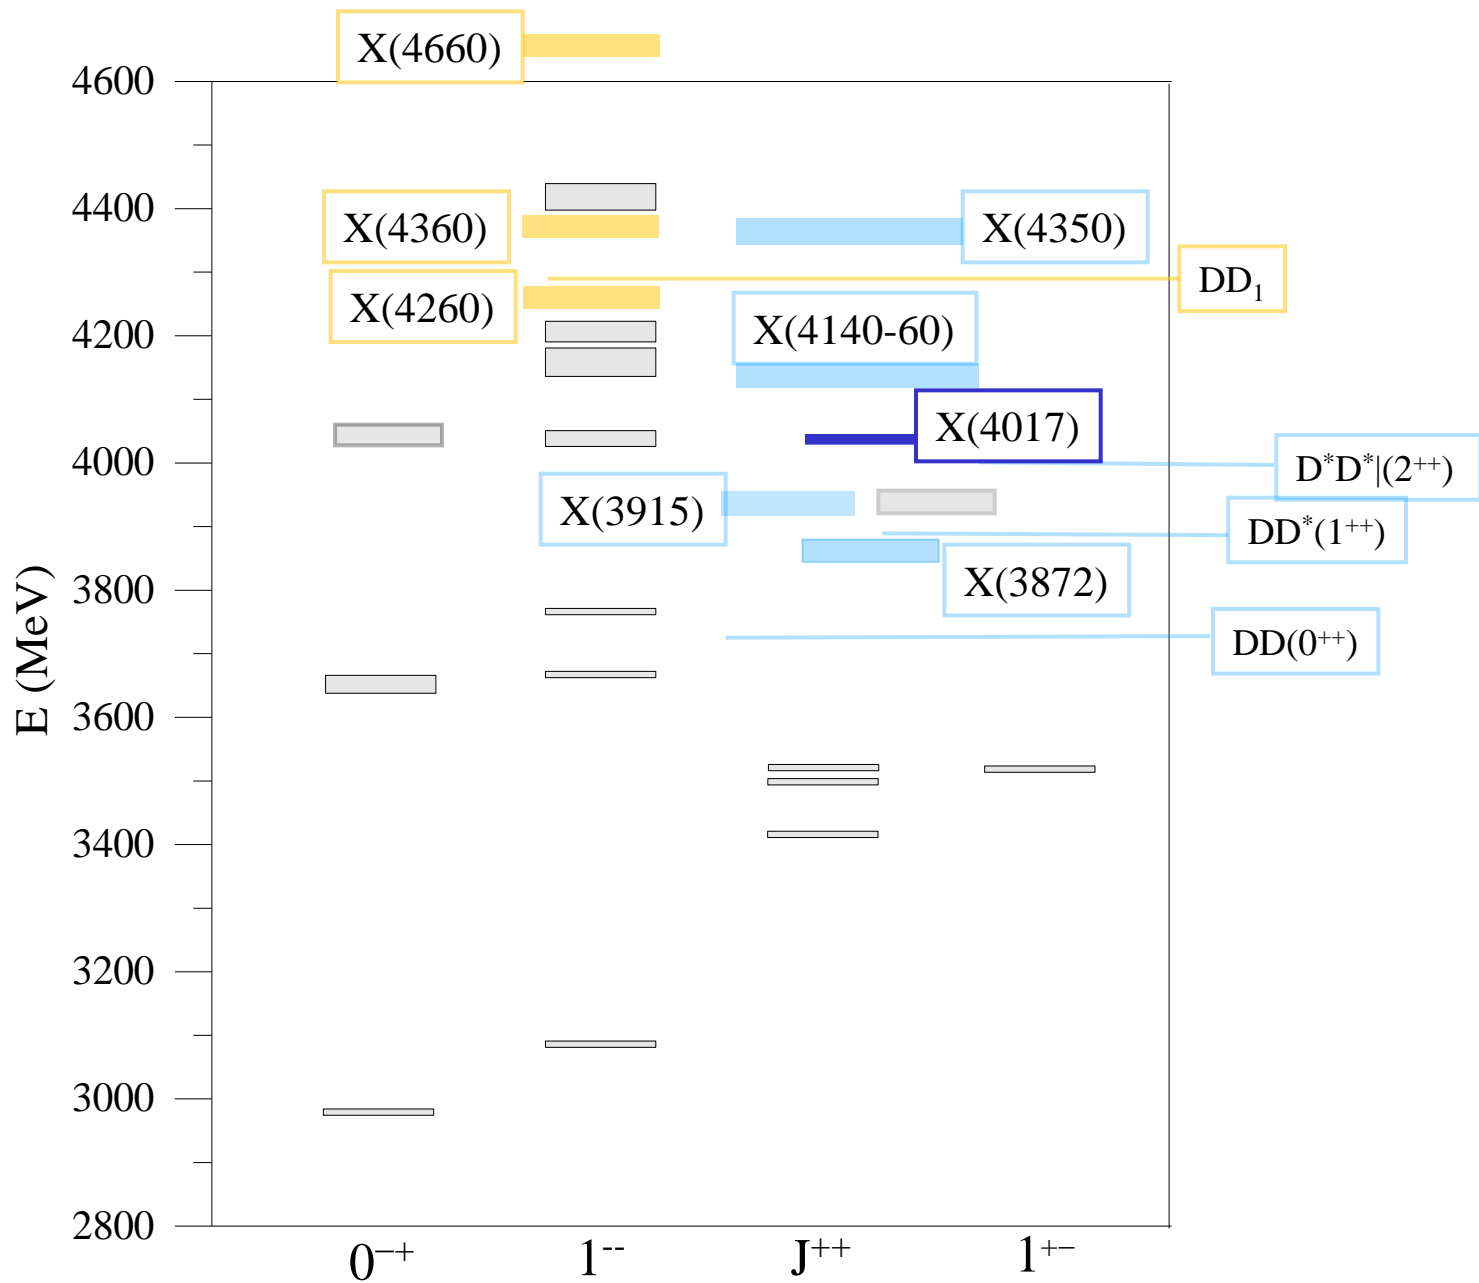 X(4660)
4600
4400
X(4360)
X(4350)
DD₁
X(4260)
X(4140-60)
4200
X(4017)
4000
D*D*|(2⁺⁺)
X(3915)
DD*(1⁺⁺)
X(3872)
3800
DD(0⁺⁺)
E (MeV)
3600
3400
3200
3000
2800
0⁻⁺ 1⁻⁻ J⁺⁺ 1⁺⁻